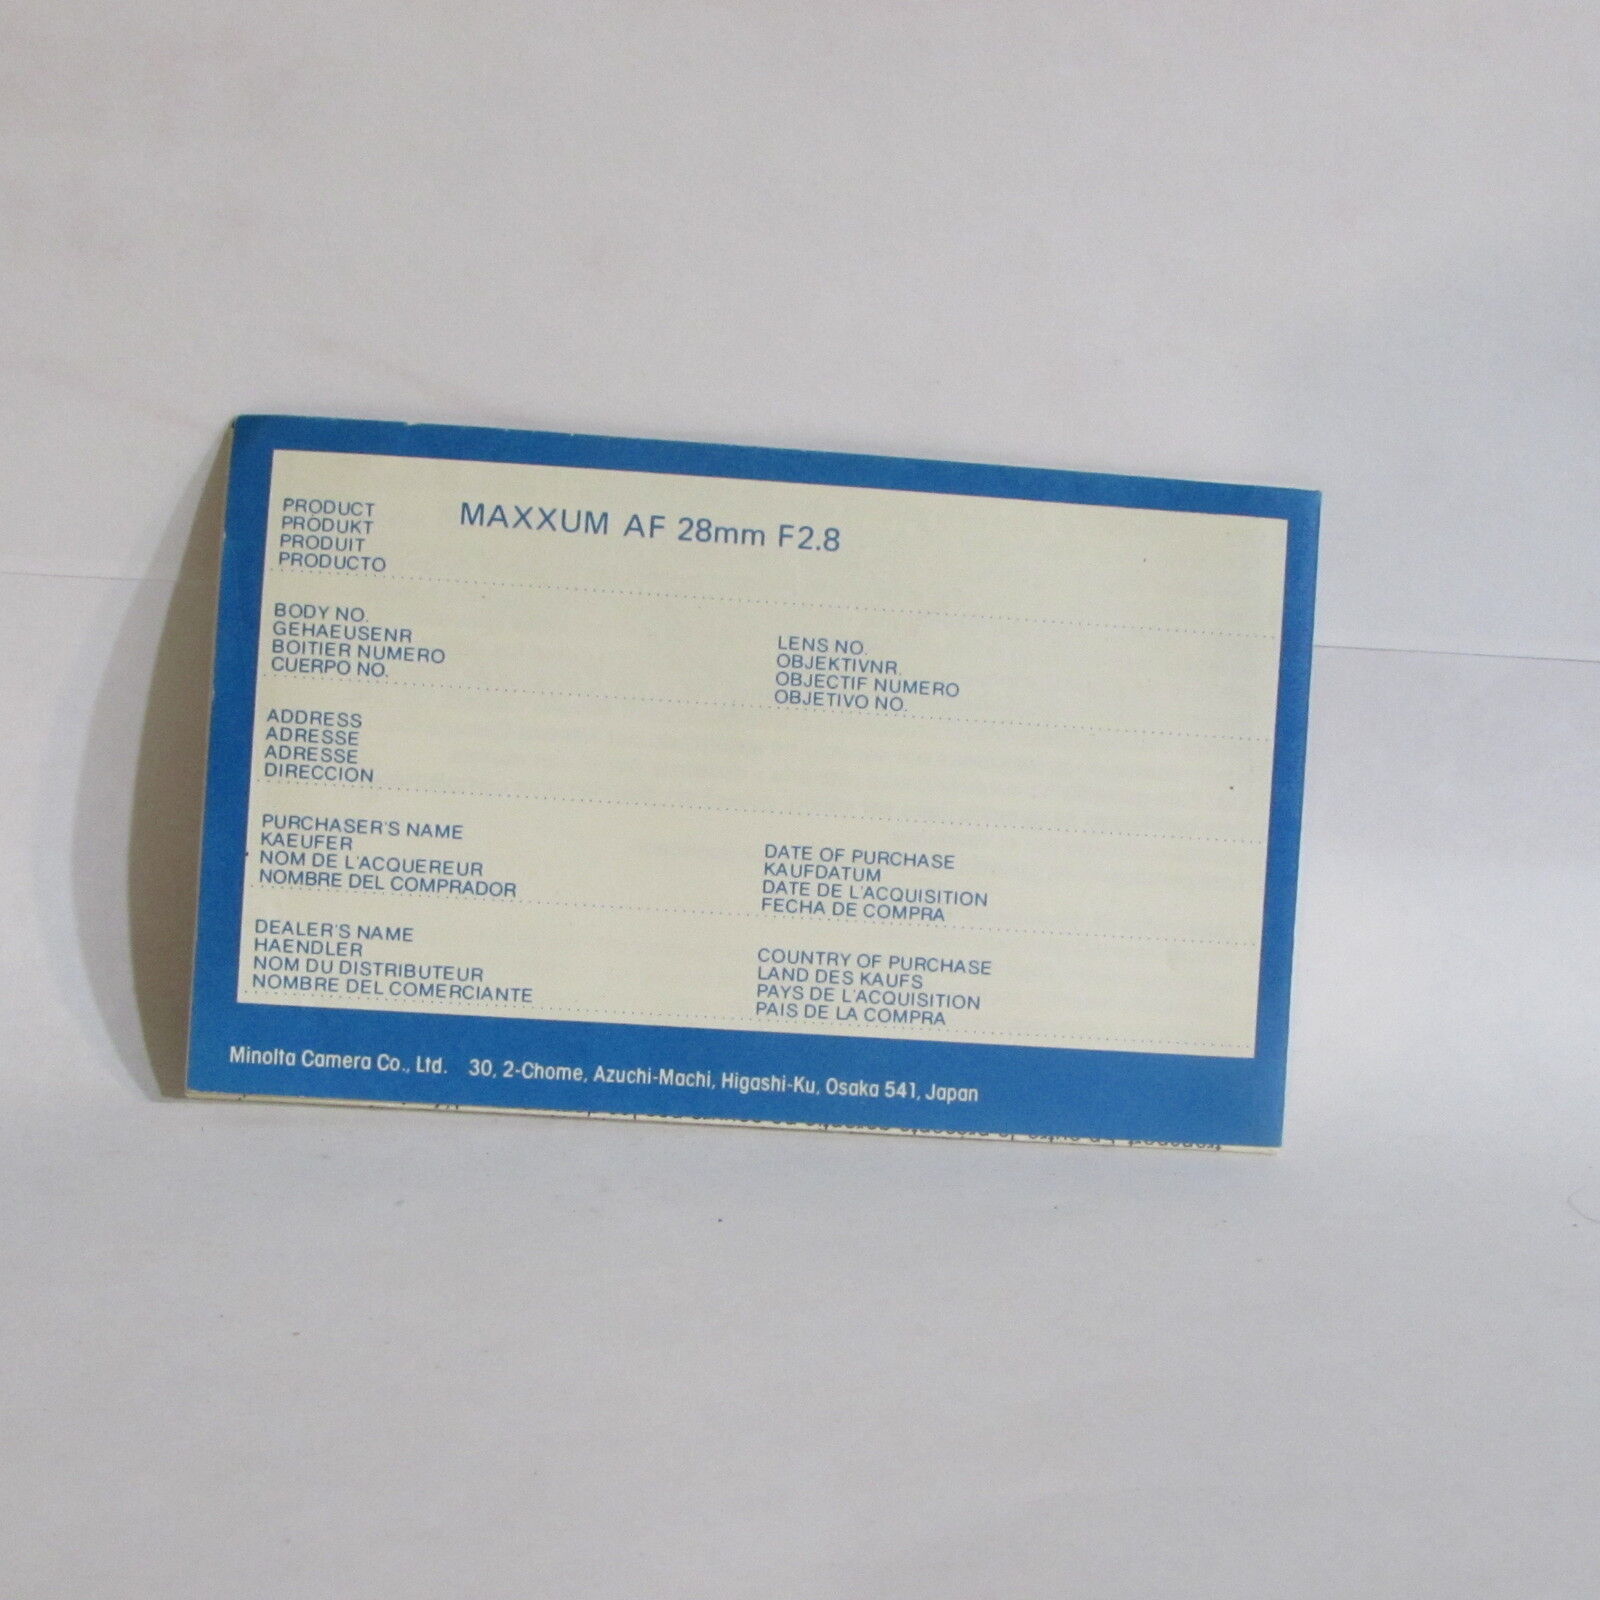 PRODUCT
PRODUKT
PRODUIT
PRODUCTO
MAXXUM AF 28mm F2.8
BODY NO.
GEHAEUSENR
BOITIER NUMERO
CUERPO NO.
LENS NO.
OBJEKTIVNR.
OBJECTIF NUMERO
OBJETIVO NO.
ADDRESS
ADRESSE
ADRESSE
DIRECCION
PURCHASER'S NAME
KAEUFER
NOM DE L'ACQUEREUR
NOMBRE DEL COMPRADOR
DATE OF PURCHASE
KAUFDATUM
DATE DE L'ACQUISITION
FECHA DE COMPRA
DEALER'S NAME
HAENDLER
NOM DU DISTRIBUTEUR
NOMBRE DEL COMERCIANTE
COUNTRY OF PURCHASE
LAND DES KAUFS
PAYS DE L'ACQUISITION
PAIS DE LA COMPRA
Minolta Camera Co., Ltd. 30, 2-Chome, Azuchi-Machi, Higashi-Ku, Osaka 541, Japan